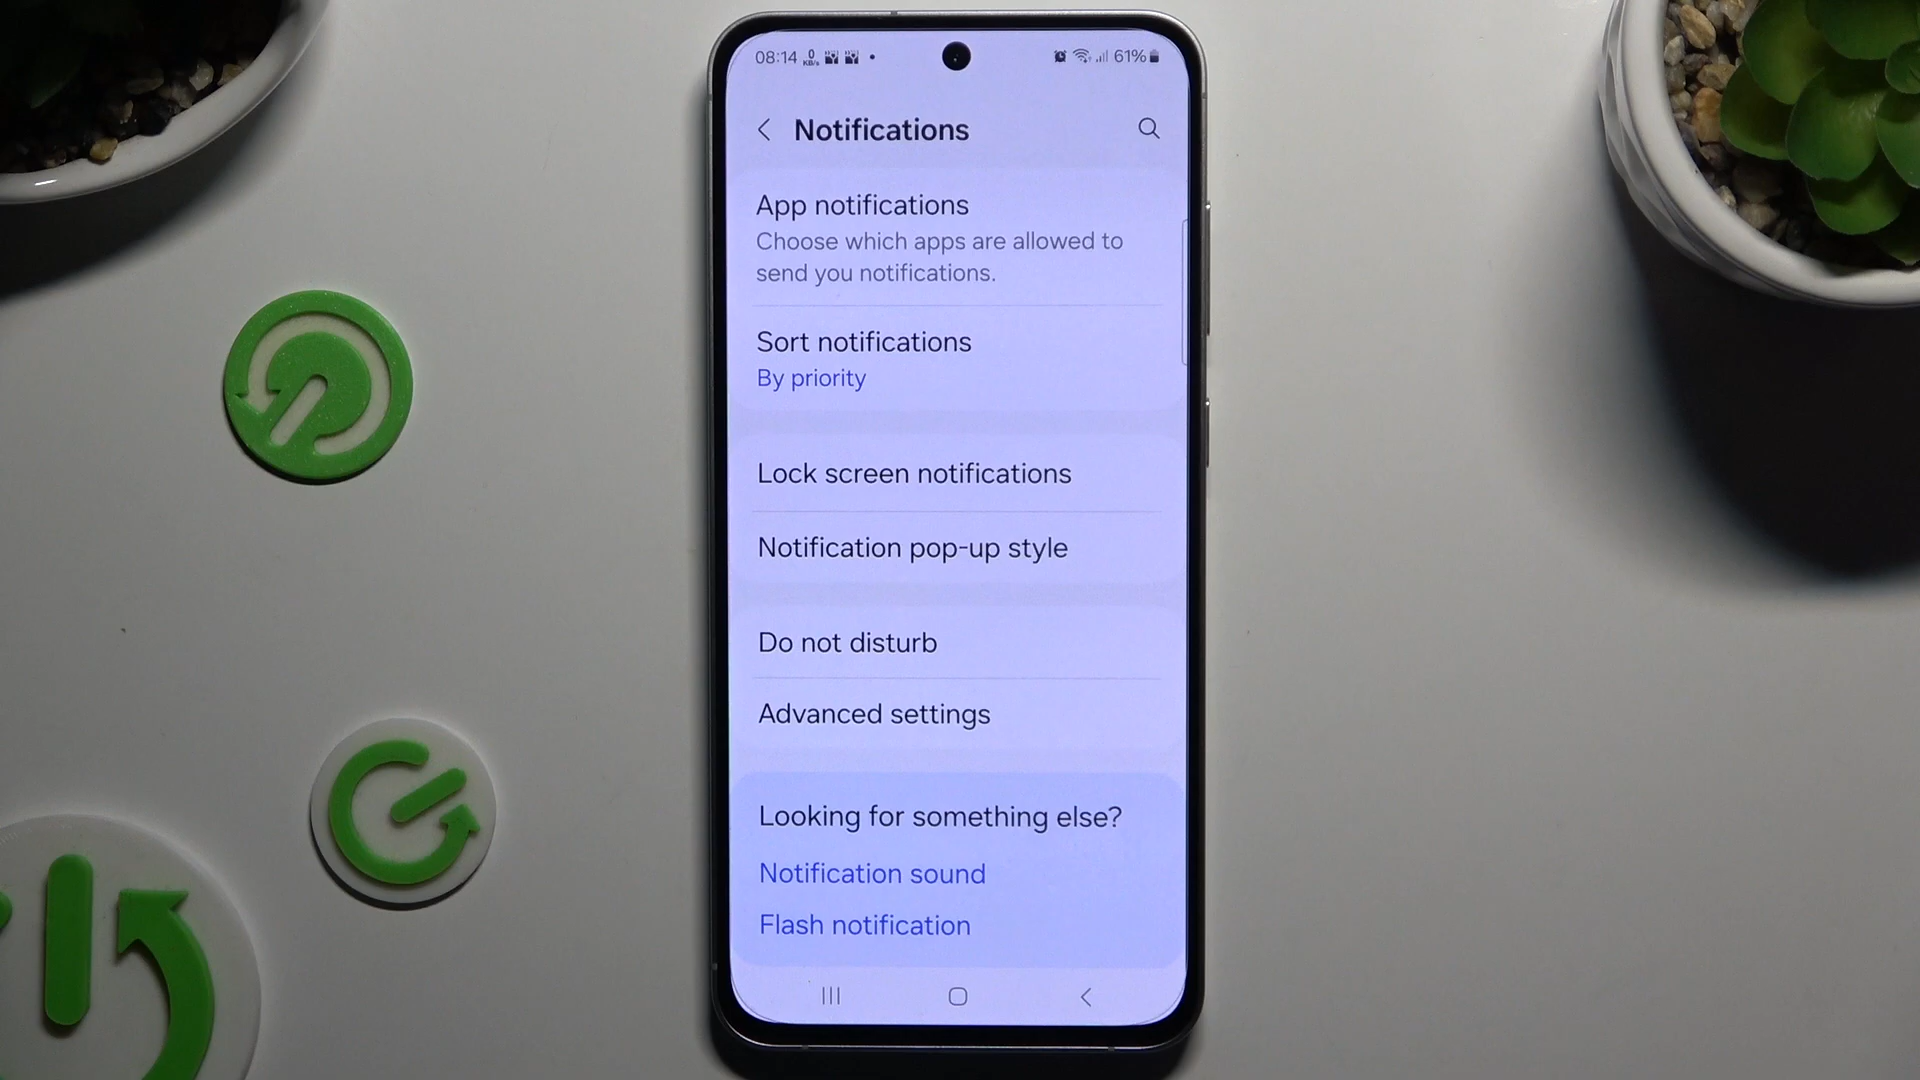 08:14 0 KB/s 61%
Notifications
App notifications
Choose which apps are allowed to
send you notifications.
Sort notifications
By priority
Lock screen notifications
Notification pop-up style
Do not disturb
Advanced settings
Looking for something else?
Notification sound
Flash notification